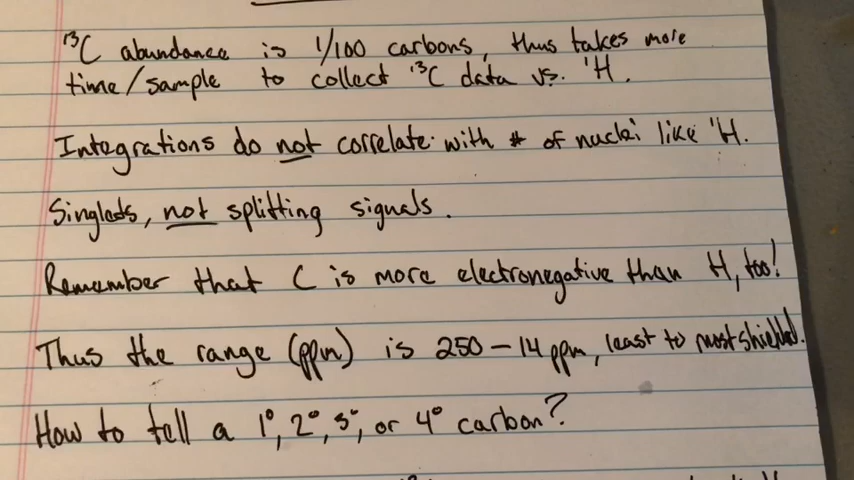 ¹³C abundance is 1/100 carbons, thus takes more
time/sample to collect ¹³C data vs. ¹H.
Integrations do not correlate with # of nuclei like ¹H.
Singlets, not splitting signals.
Remember that C is more electronegative than H, too!
Thus the range (ppm) is 250 – 14 ppm, least to most shielded.
How to tell a 1°, 2°, 3°, or 4° carbon?